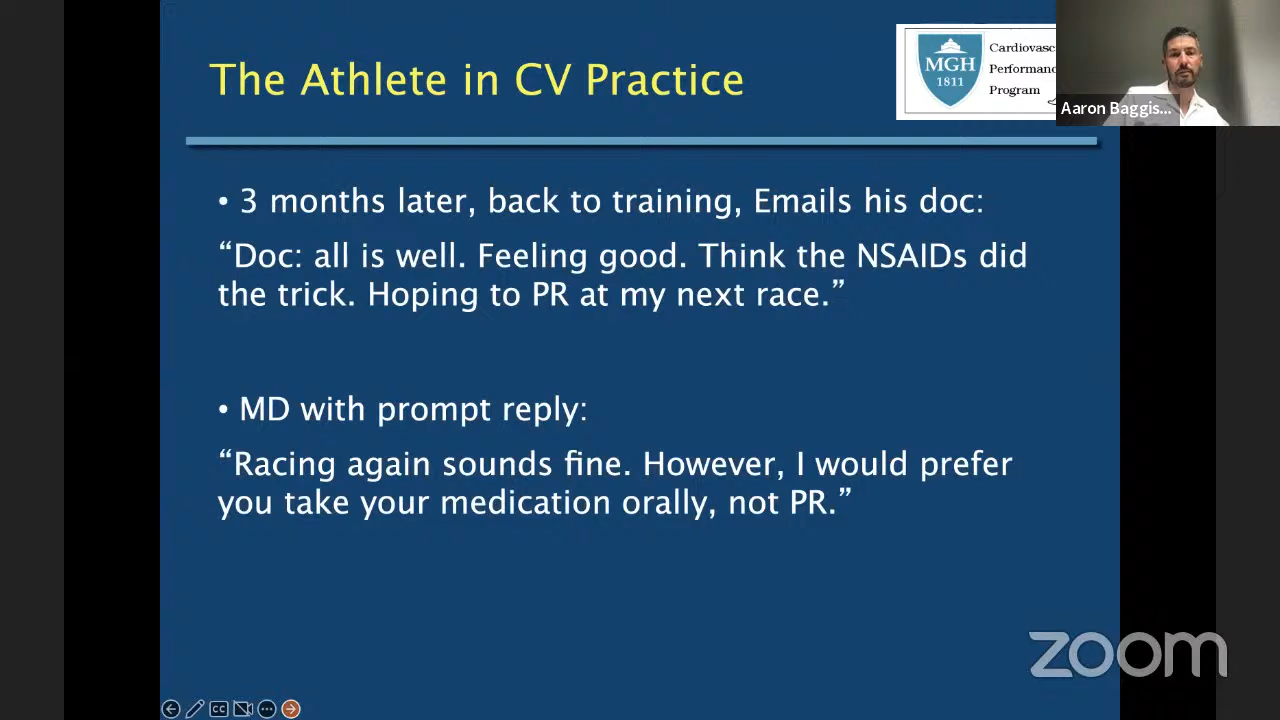 The Athlete in CV Practice
MGH
1811
Cardiovasc
Performanc
Program
Aaron Baggis...
• 3 months later, back to training, Emails his doc:
“Doc: all is well. Feeling good. Think the NSAIDs did
the trick. Hoping to PR at my next race.”
• MD with prompt reply:
“Racing again sounds fine. However, I would prefer
you take your medication orally, not PR.”
zoom
CC